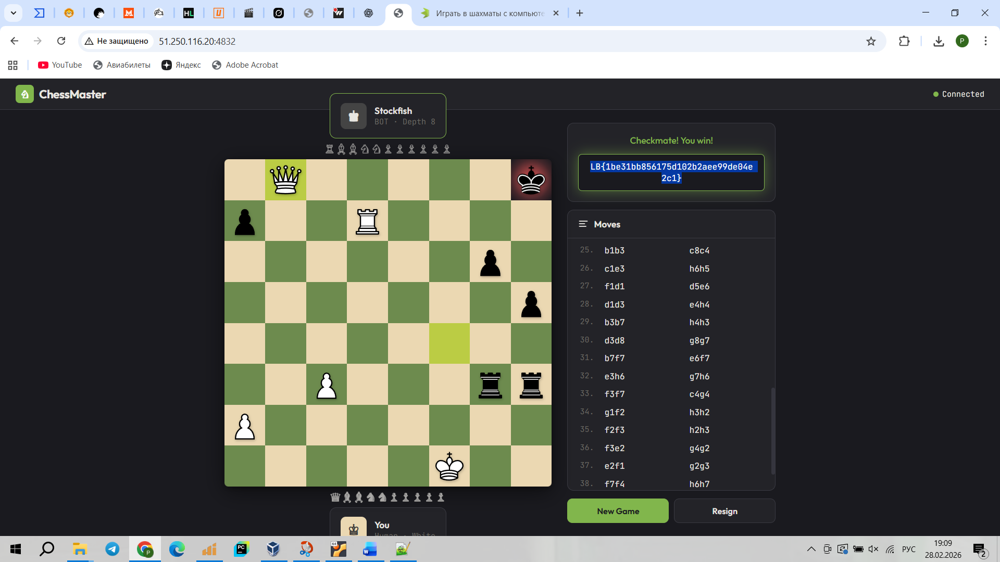 Играть в шахматы с компьюте
Не защищено
51.250.116.20:4832
P
YouTube
Авиабилеты
Яндекс
Adobe Acrobat
ChessMaster
Connected
Stockfish
BOT · Depth 8
Checkmate! You win!
LB{1be31bb856175d102b2aee99de04e
2c1}
Moves
25. b1b3 c8c4
26. c1e3 h6h5
27. f1d1 d5e6
28. d1d3 e4h4
29. b3b7 h4h3
30. d3d8 g8g7
31. b7f7 e6f7
32. e3h6 g7h6
33. f3f7 c4g4
34. g1f2 h3h2
35. f2f3 h2h3
36. f3e2 g4g2
37. e2f1 g2g3
38. f7f4 h6h7
New Game
Resign
You
Human · White
РУС
19:09
28.02.2026
2